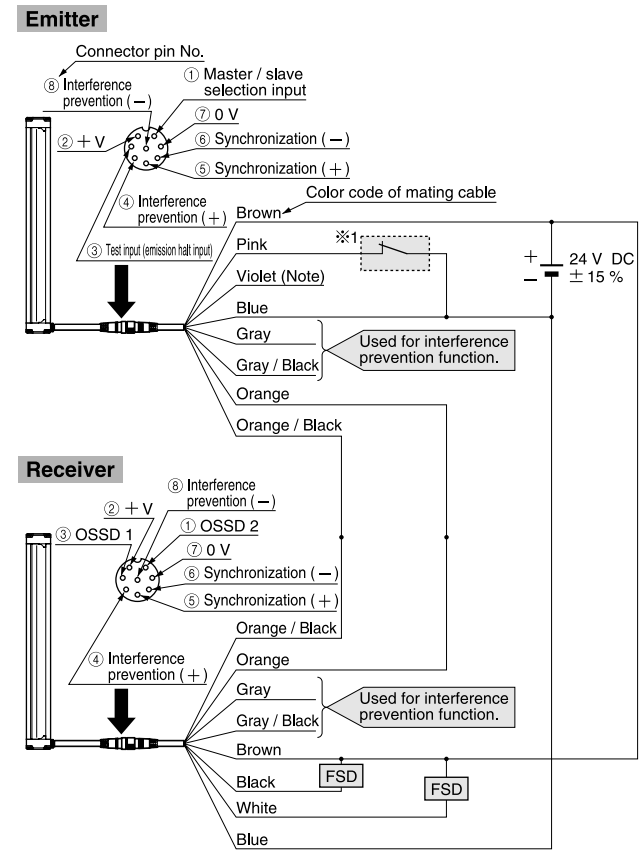 Emitter
Connector pin No.
⑧ Interference
prevention (−)
① Master / slave
selection input
⑦ 0 V
② + V
⑥ Synchronization (−)
⑤ Synchronization (+)
④ Interference
prevention (+)
Color code of mating cable
Brown
③ Test input (emission halt input)
Pink
※1
+
−
24 V DC
± 15 %
Violet (Note)
Blue
Gray
Gray / Black
Used for interference
prevention function.
Orange
Orange / Black
Receiver
⑧ Interference
prevention (−)
② + V
③ OSSD 1
① OSSD 2
⑦ 0 V
⑥ Synchronization (−)
⑤ Synchronization (+)
④ Interference
prevention (+)
Orange / Black
Orange
Gray
Gray / Black
Used for interference
prevention function.
Brown
FSD
FSD
Black
White
Blue